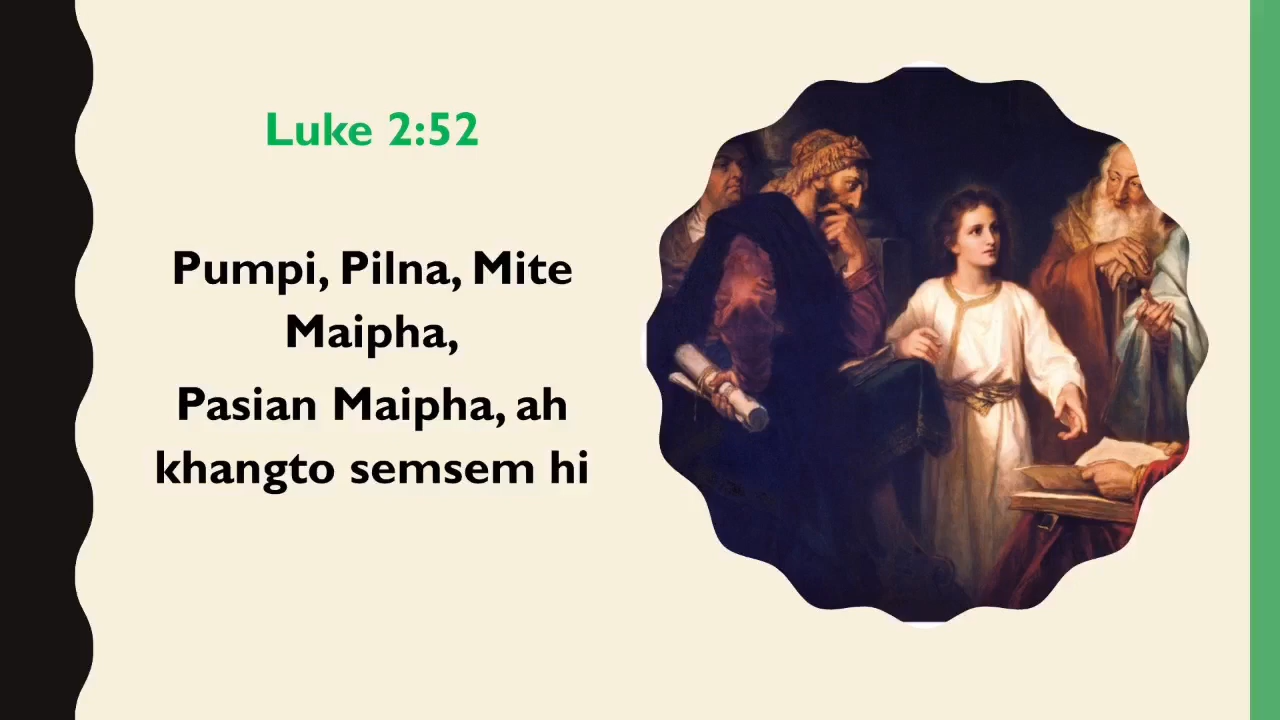 Luke 2:52
Pumpi, Pilna, Mite
Maipha,
Pasian Maipha, ah
khangto semsem hi